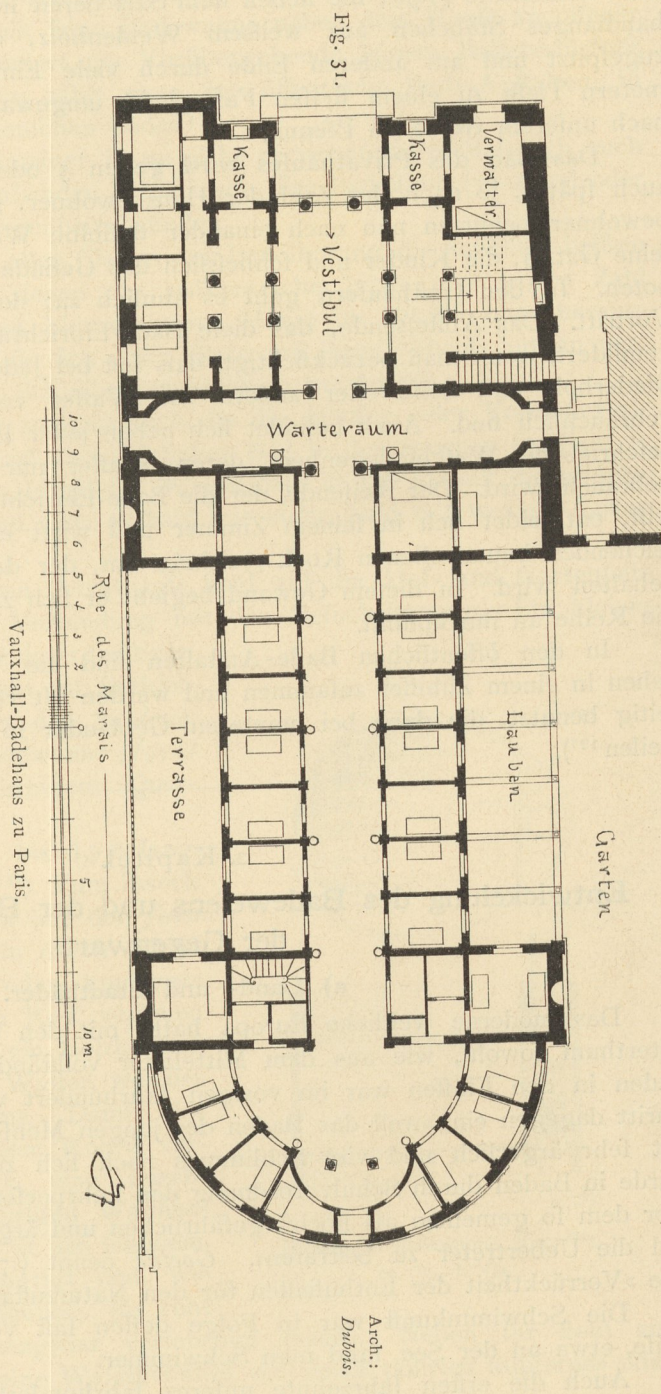 Fig. 31.
Kasse
Kasse
Verwalter.
Vestibul
Warteraum
10 9 8 7 6 5 4 3 2 1 0 5 10 m.
Rue des Marais
Terrasse
Lauben
Garten
Vauxhall-Badehaus zu Paris.
Arch.:
Dubois.